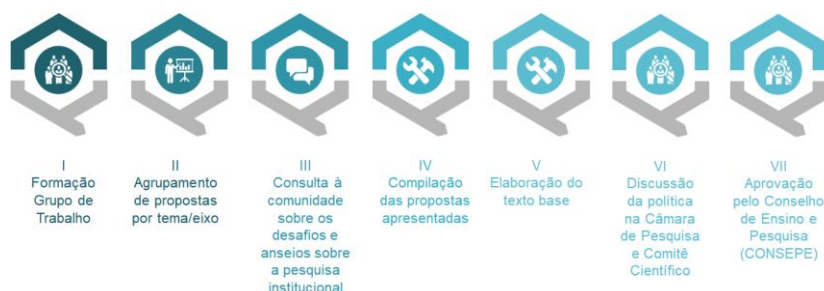 I
Formação
Grupo de
Trabalho
II
Agrupamento
de propostas
por tema/eixo
III
Consulta à
comunidade
sobre os
desafios e
anseios sobre
a pesquisa
institucional
IV
Compilação
das propostas
apresentadas
V
Elaboração do
texto base
VI
Discussão
da política
na Câmara
de Pesquisa
e Comitê
Científico
VII
Aprovação
pelo Conselho
de Ensino e
Pesquisa
(CONSEPE)